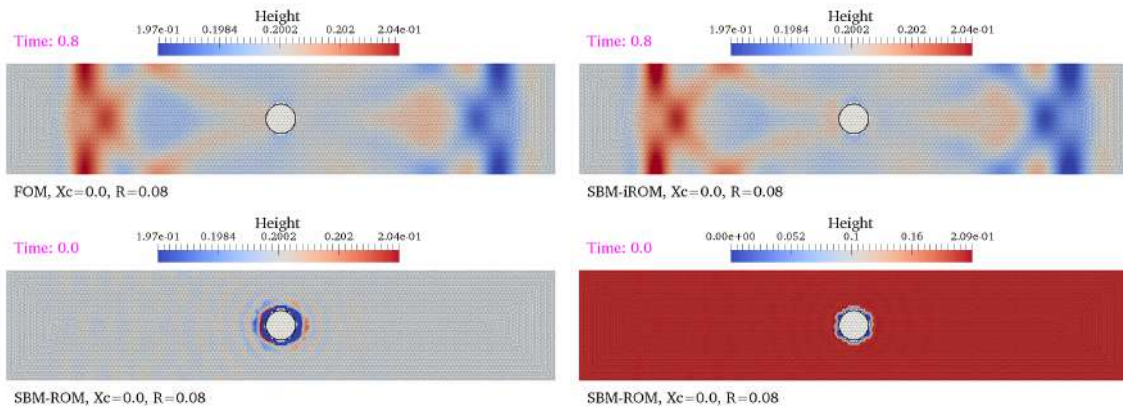 Height
Time: 0.8
1.97e-01 0.1984 0.2002 0.202 2.04e-01
FOM, Xc=0.0, R=0.08
Height
Time: 0.8
1.97e-01 0.1984 0.2002 0.202 2.04e-01
SBM-iROM, Xc=0.0, R=0.08
Height
Time: 0.0
1.97e-01 0.1984 0.2002 0.202 2.04e-01
SBM-ROM, Xc=0.0, R=0.08
Height
Time: 0.0
0.00e+00 0.052 0.1 0.16 2.09e-01
SBM-ROM, Xc=0.0, R=0.08